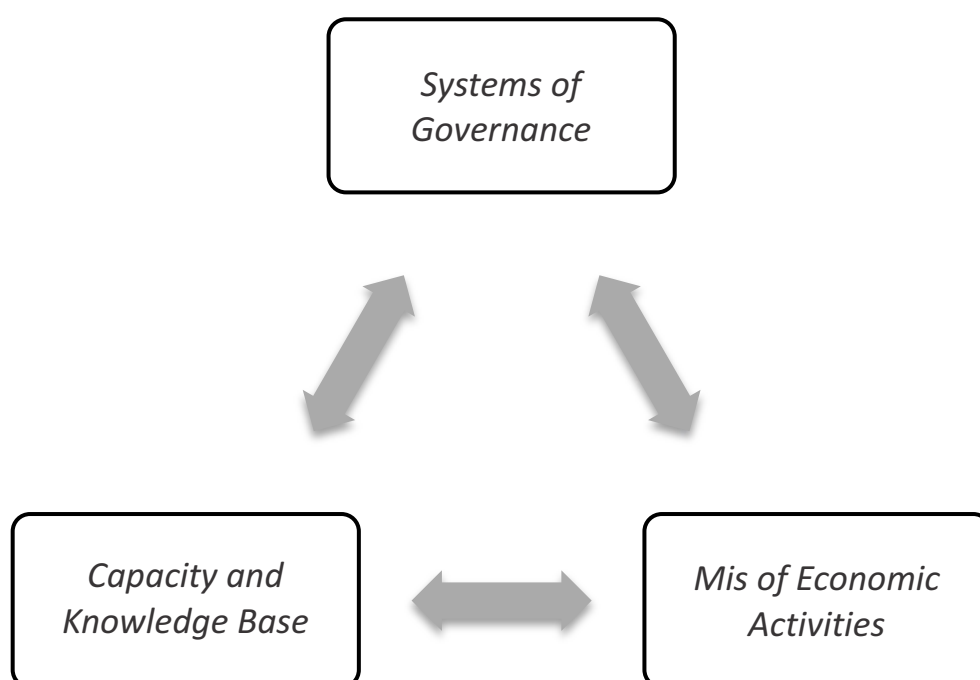 Systems of
Governance
Capacity and
Knowledge Base
Mis of Economic
Activities